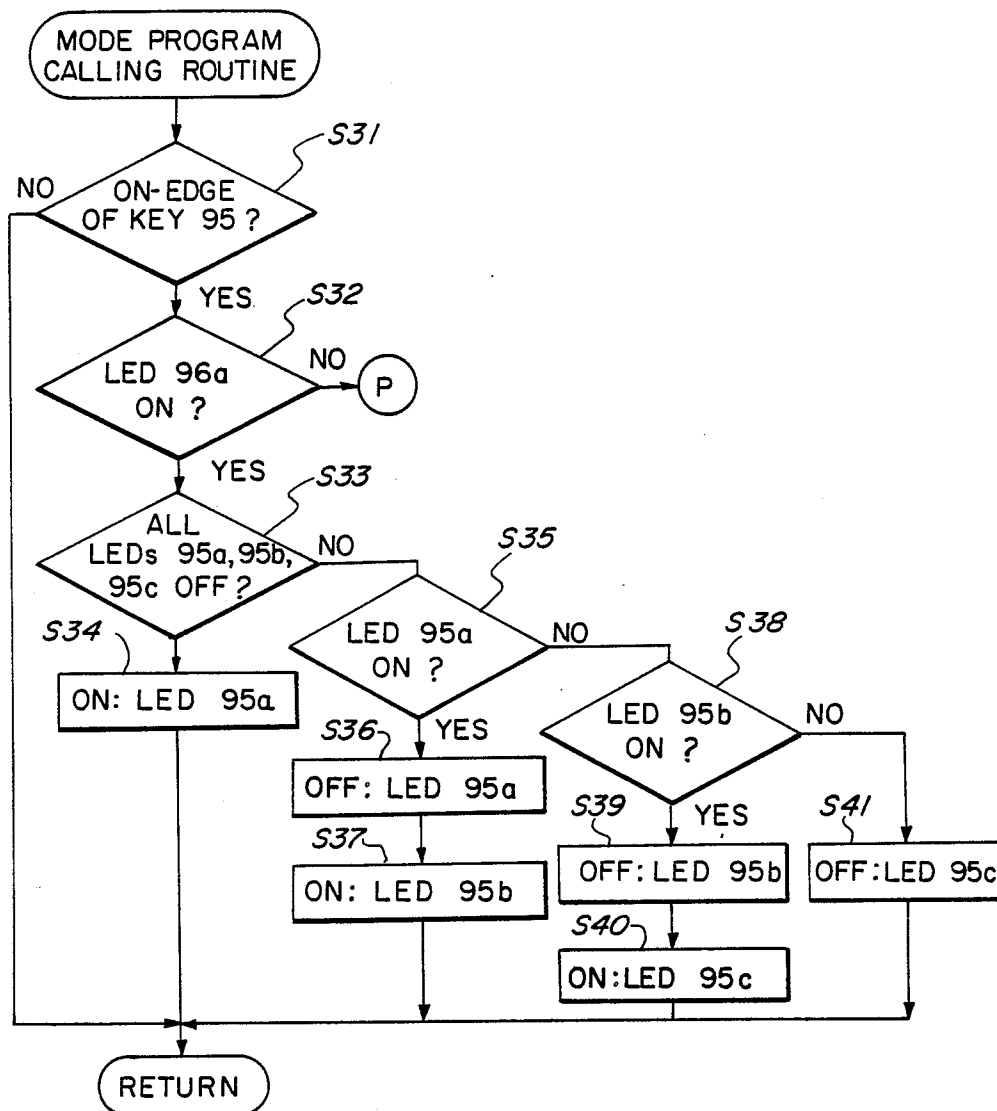 MODE PROGRAM
CALLING ROUTINE
S31
NO
ON-EDGE
OF KEY 95 ?
YES
S32
LED 96a
ON ?
NO
P
YES
S33
ALL
LEDs 95a, 95b,
95c OFF ?
NO
S35
S34
ON: LED 95a
LED 95a
ON ?
NO
S38
YES
LED 95b
ON ?
NO
S36
OFF: LED 95a
S37
ON: LED 95b
YES
S39
OFF: LED 95b
S41
OFF: LED 95c
S40
ON: LED 95c
RETURN